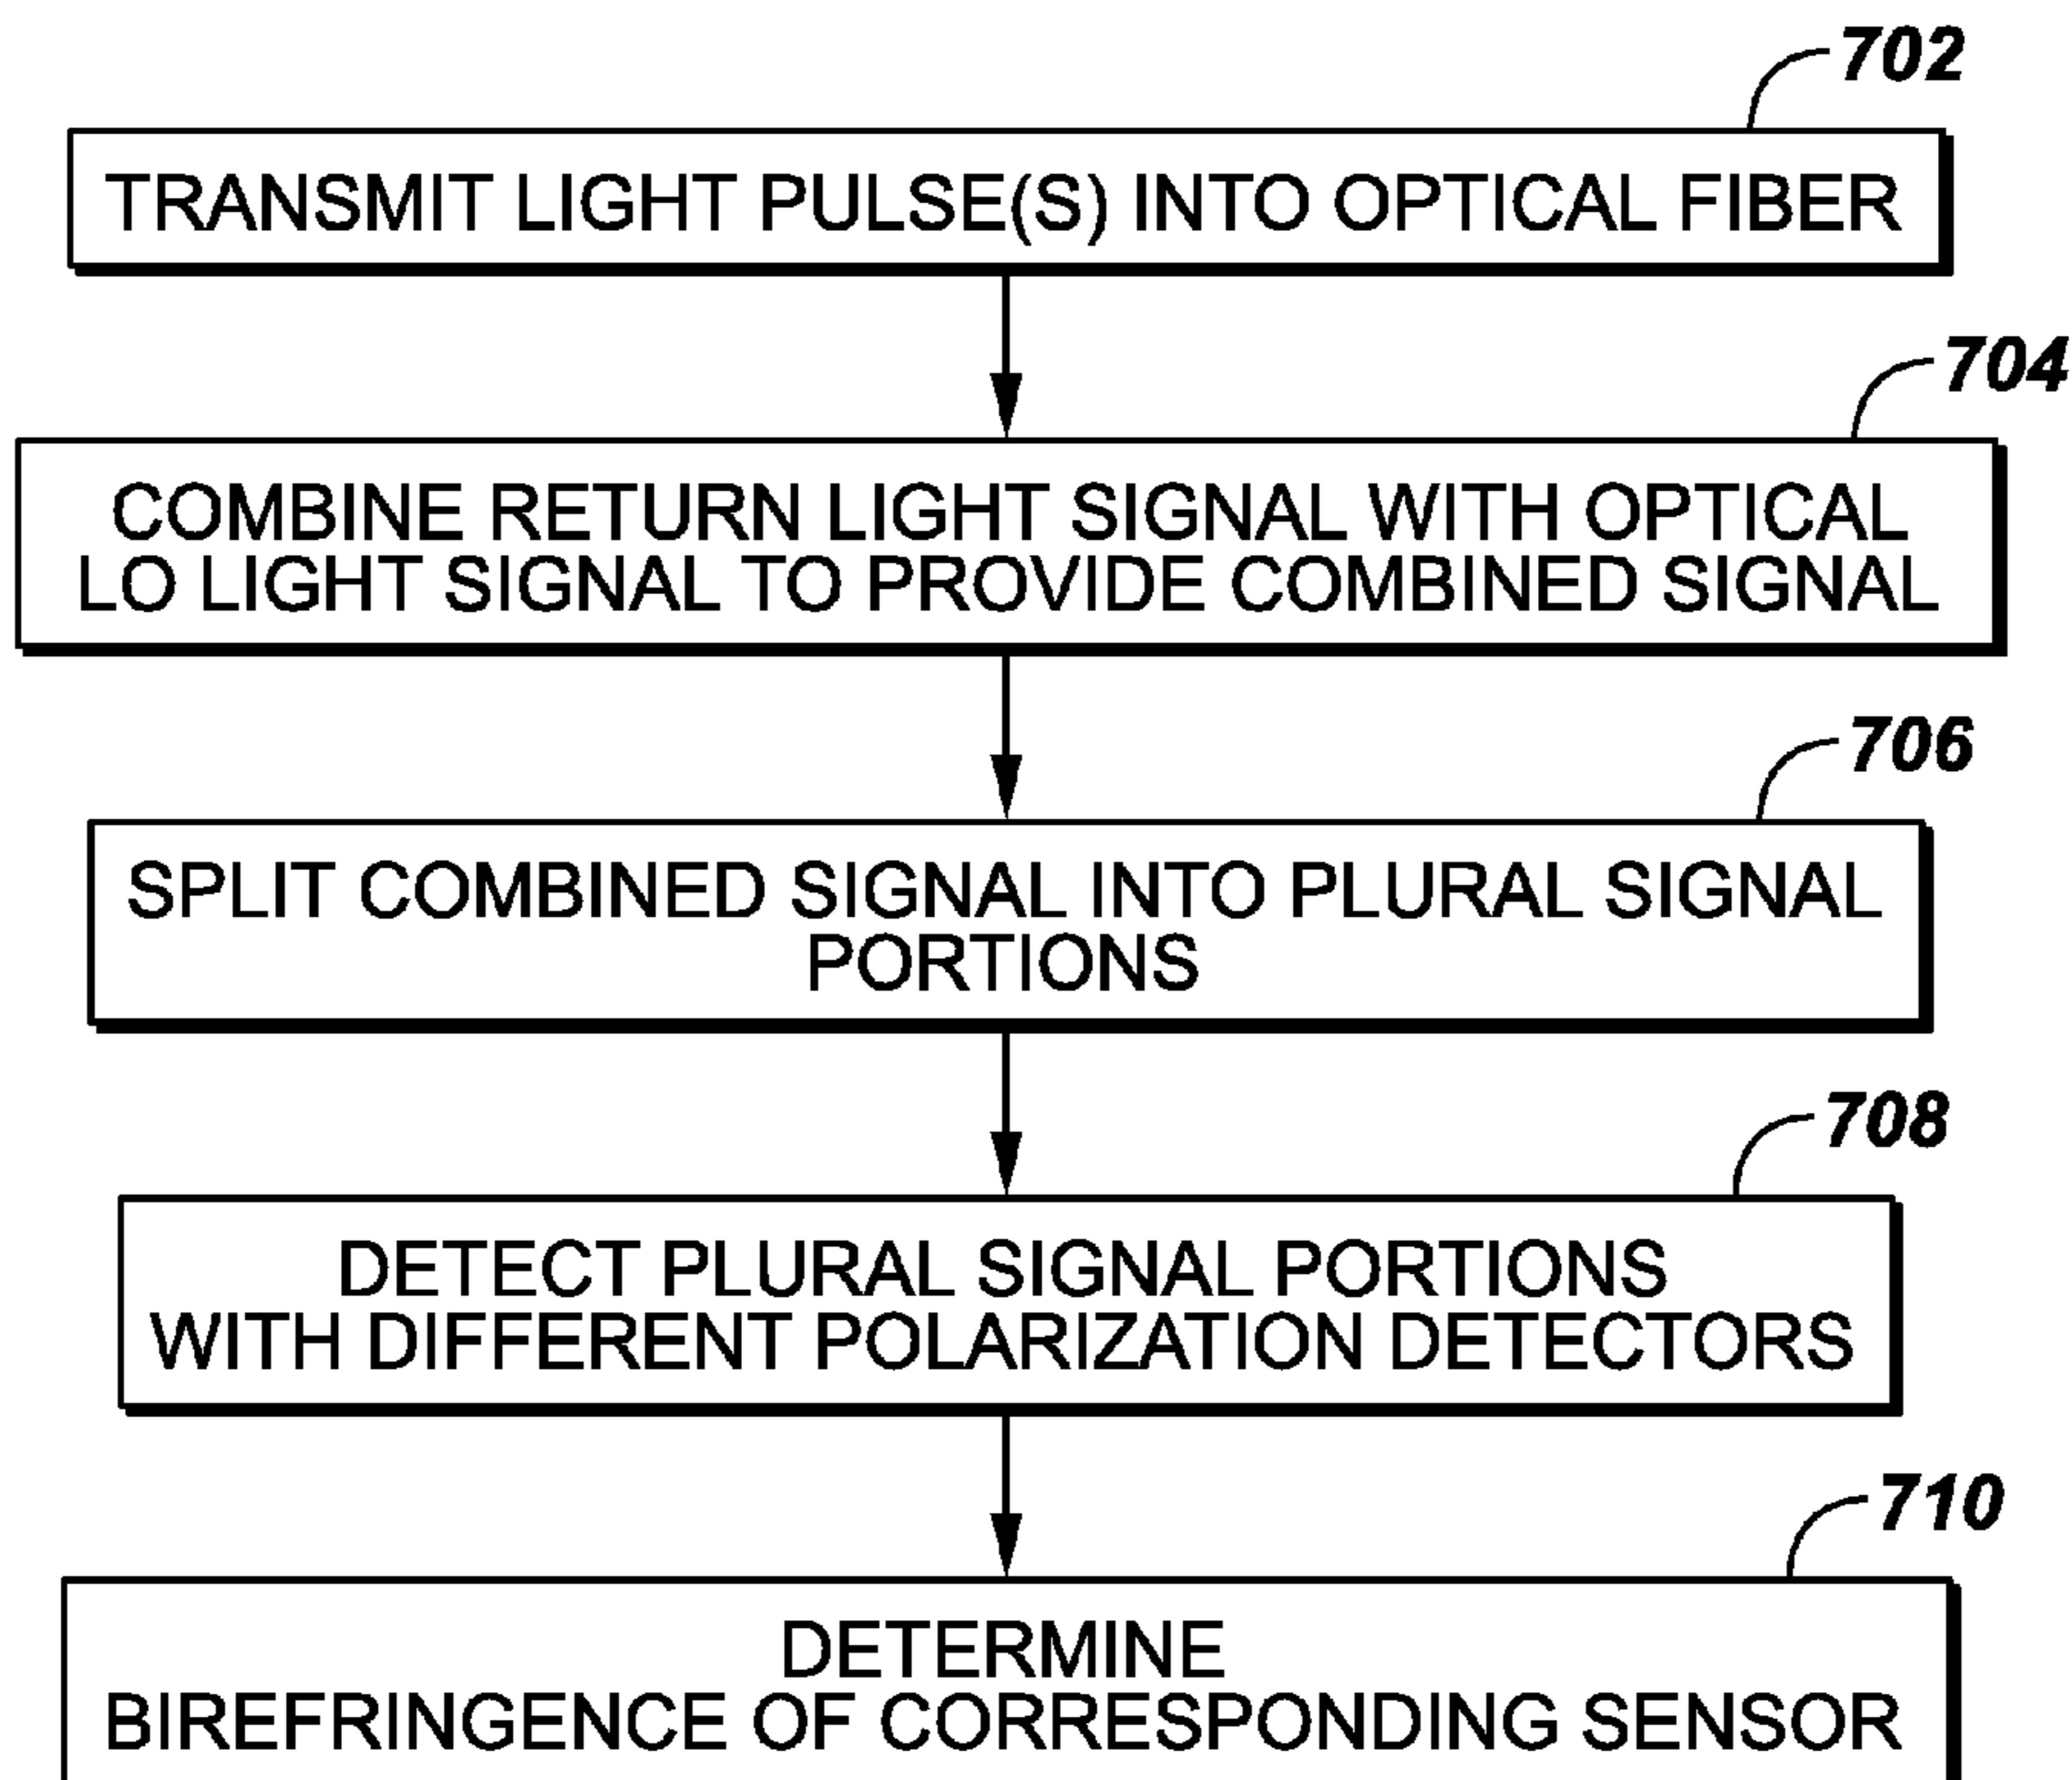 702
TRANSMIT LIGHT PULSE(S) INTO OPTICAL FIBER
704
COMBINE RETURN LIGHT SIGNAL WITH OPTICAL
LO LIGHT SIGNAL TO PROVIDE COMBINED SIGNAL
706
SPLIT COMBINED SIGNAL INTO PLURAL SIGNAL
PORTIONS
708
DETECT PLURAL SIGNAL PORTIONS
WITH DIFFERENT POLARIZATION DETECTORS
710
DETERMINE
BIREFRINGENCE OF CORRESPONDING SENSOR